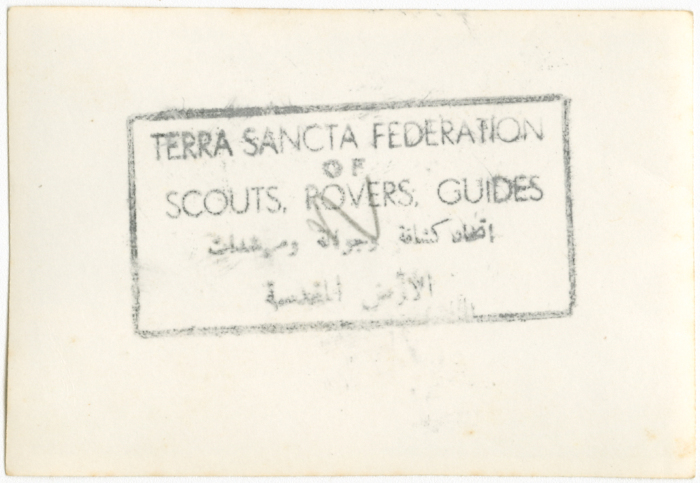 TERRA SANCTA FEDERATION
OF
SCOUTS, ROVERS, GUIDES
اتحاد كشافة وجوالة ومرشدات
الأرض المقدسة